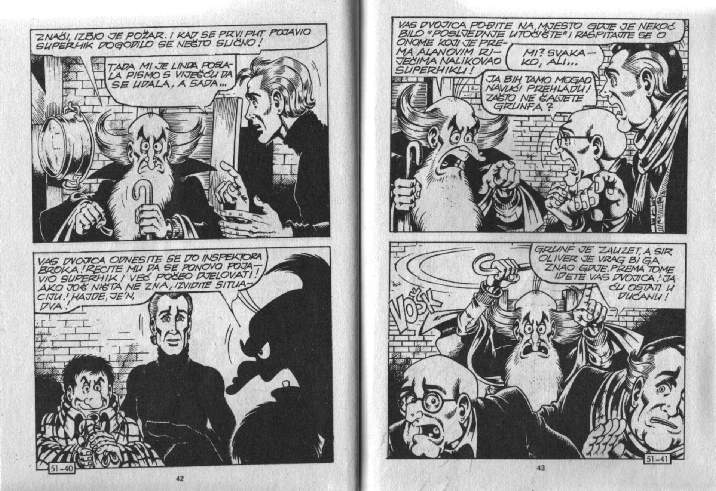 ZNAČI, IZBIO JE POŽAR. I KAD SE PRVI PUT POJAVIO
SUPERHIK DOGODILO SE NEŠTO SLIČNO!
TADA MI JE LINDA POSLA-
LA PISMO S VIJEŠĆU DA
SE UDALA, A SADA...
VAS DVOJICA ODNESITE SE DO INSPEKTORA
BROKA! RECITE MU DA SE PONOVO POJA-
VIO SUPERHIK I VEĆ POČEO DJELOVATI!
AKO JOŠ NIŠTA NE ZNA, IZVIDITE SITUA-
CIJU! HAJDE, JE'N,
DVA!
51-40
42
VAS DVOJICA POĐITE NA MJESTO GDJE JE NEKOĆ
BILO "POSLJEDNJE UTOČIŠTE" I RASPITAJTE SE O
ONOME KOJI JE PRE-
MA ALANOVIM RI-
JEČIMA NALIKOVAO
SUPERHIKU!
MI? SVAKA-
KO, ALI...
JA BIH TAMO MOGAO
NAVUĆI PREHLADU!
ZAŠTO NE ŠALJETE
GRUNFA?
GRUNF JE ZAUZET, A SIR
OLIVER JE VRAG BI GA
ZNAO GDJE. PREMA TOME
IDETE VAS DVOJICA! JA
ĆU OSTATI U
DUĆANU!
VOŠK
51-41
43